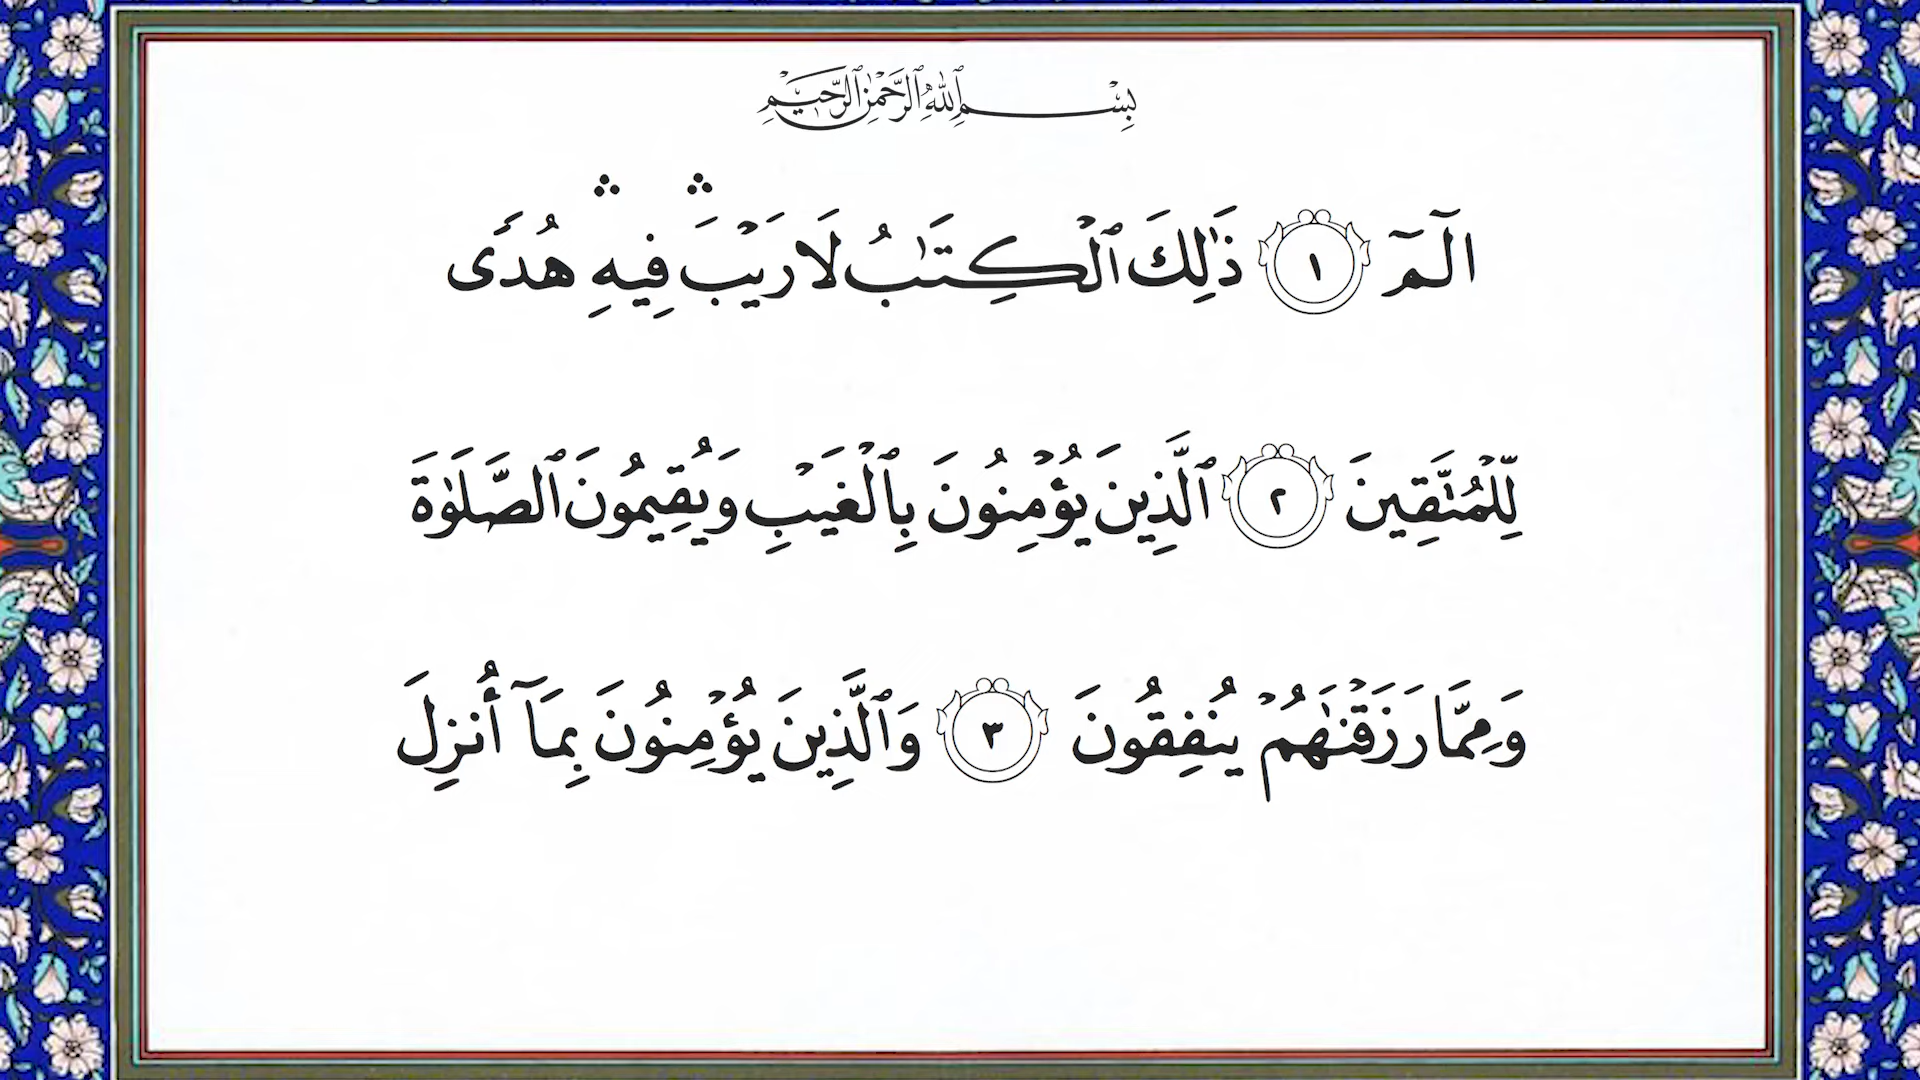 بِسْمِ ٱللَّهِ ٱلرَّحْمَٰنِ ٱلرَّحِيمِ
الٓمٓ ١ ذَٰلِكَ ٱلْكِتَٰبُ لَا رَيْبَ ۛ فِيهِ ۛ هُدًى
لِّلْمُتَّقِينَ ٢ ٱلَّذِينَ يُؤْمِنُونَ بِٱلْغَيْبِ وَيُقِيمُونَ ٱلصَّلَوٰةَ
وَمِمَّا رَزَقْنَٰهُمْ يُنفِقُونَ ٣ وَٱلَّذِينَ يُؤْمِنُونَ بِمَآ أُنزِلَ